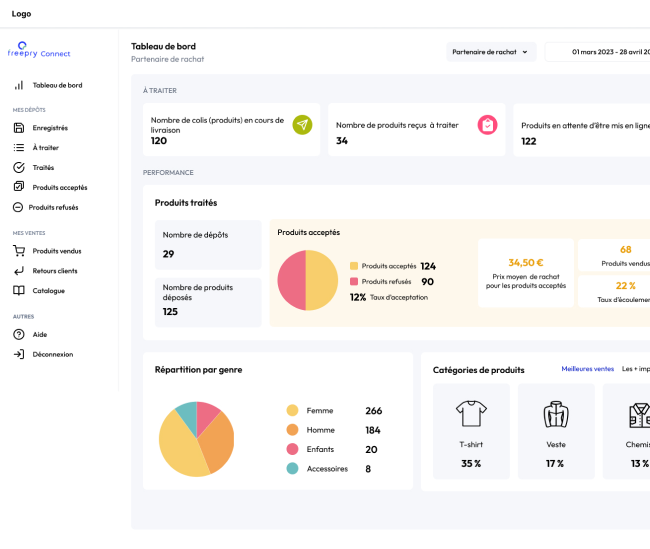 Logo
freepry Connect
Tableau de bord
MES DÉPÔTS
Enregistrés
À traiter
Traités
Produits acceptés
Produits refusés
MES VENTES
Produits vendus
Retours clients
Catalogue
AUTRES
Aide
Déconnexion
Tableau de bord
Partenaire de rachat
Partenaire de rachat
01 mars 2023 - 28 avril 20
À TRAITER
Nombre de colis (produits) en cours de
livraison
120
Nombre de produits reçus à traiter
34
Produits en attente d'être mis en ligne
122
PERFORMANCE
Produits traités
Nombre de dépôts
29
Nombre de produits
déposés
125
Produits acceptés
Produits acceptés 124
Produits refusés 90
12% Taux d'acceptation
34,50 €
Prix moyen de rachat
pour les produits acceptés
68
Produits vendus
22 %
Taux d'écoulemen
Répartition par genre
Femme 266
Homme 184
Enfants 20
Accessoires 8
Catégories de produits
Meilleures ventes Les + imp
T-shirt
35 %
Veste
17 %
Chemis
13 %